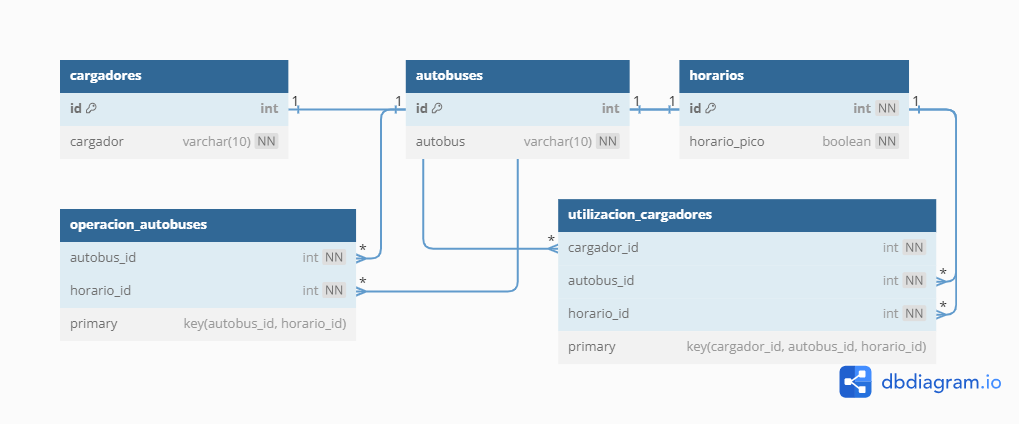 cargadores
id int
cargador varchar(10) NN
autobuses
id int
autobus varchar(10) NN
horarios
id int NN
horario_pico boolean NN
1 1 1 1 1
operacion_autobuses
autobus_id int NN
horario_id int NN
primary key(autobus_id, horario_id)
* *
utilizacion_cargadores
cargador_id int NN
autobus_id int NN
horario_id int NN
primary key(cargador_id, autobus_id, horario_id)
* * *
dbdiagram.io